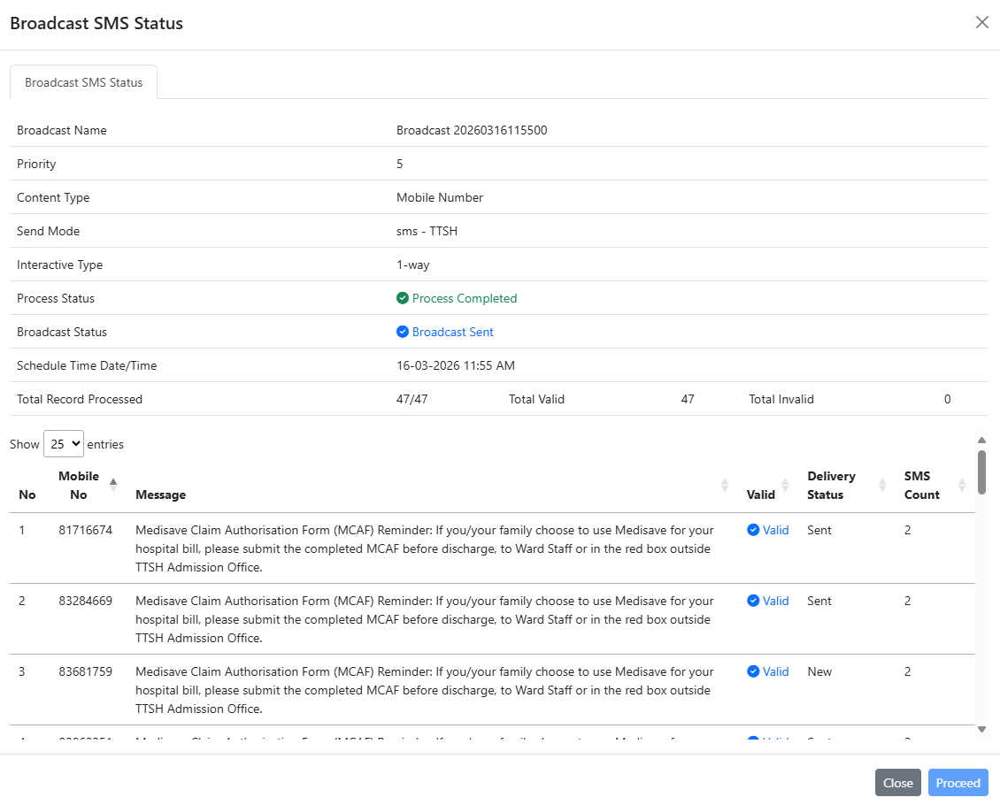 Broadcast SMS Status
Broadcast SMS Status
Broadcast Name Broadcast 20260316115500
Priority 5
Content Type Mobile Number
Send Mode sms - TTSH
Interactive Type 1-way
Process Status Process Completed
Broadcast Status Broadcast Sent
Schedule Time Date/Time 16-03-2026 11:55 AM
Total Record Processed 47/47 Total Valid 47 Total Invalid 0
Show 25 entries
No Mobile No Message Valid Delivery Status SMS Count
1 81716674 Medisave Claim Authorisation Form (MCAF) Reminder: If you/your family choose to use Medisave for your Valid Sent 2
hospital bill, please submit the completed MCAF before discharge, to Ward Staff or in the red box outside
TTSH Admission Office.
2 83284669 Medisave Claim Authorisation Form (MCAF) Reminder: If you/your family choose to use Medisave for your Valid Sent 2
hospital bill, please submit the completed MCAF before discharge, to Ward Staff or in the red box outside
TTSH Admission Office.
3 83681759 Medisave Claim Authorisation Form (MCAF) Reminder: If you/your family choose to use Medisave for your Valid New 2
hospital bill, please submit the completed MCAF before discharge, to Ward Staff or in the red box outside
TTSH Admission Office.
Close Proceed